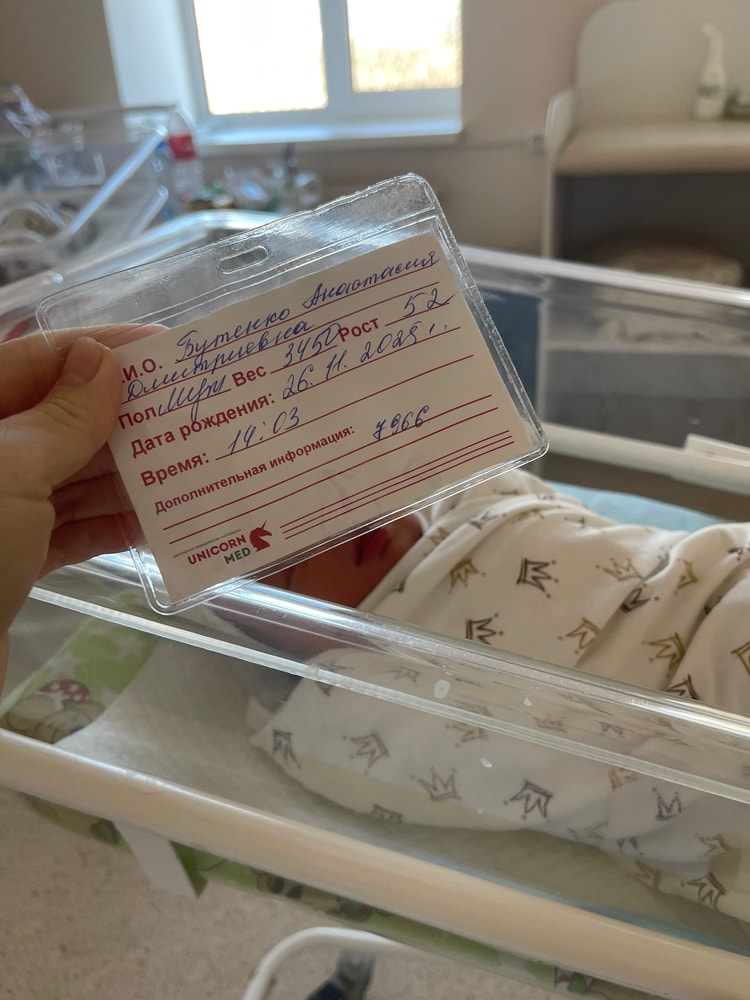 .И.О. Бутенко Анастасия
Дмитриевна
Пол муж Вес 3450 Рост 52
Дата рождения: 26.11.2025 г.
Время: 14:03
Дополнительная информация: 7966
UNICORN
MED